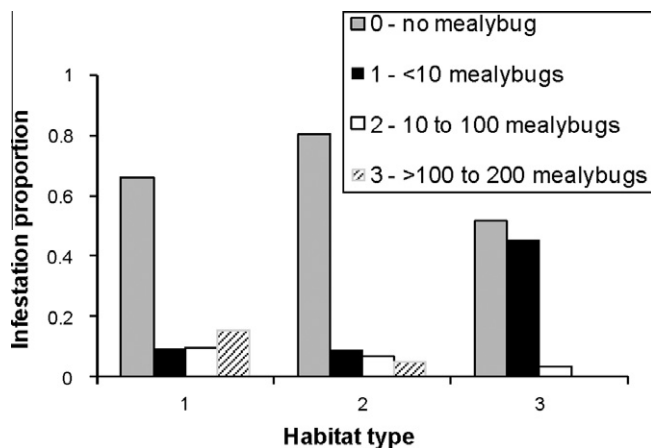 0 - no mealybug
1 - <10 mealybugs
2 - 10 to 100 mealybugs
3 - >100 to 200 mealybugs
Infestation proportion
1
0.8
0.6
0.4
0.2
0
1 2 3
Habitat type